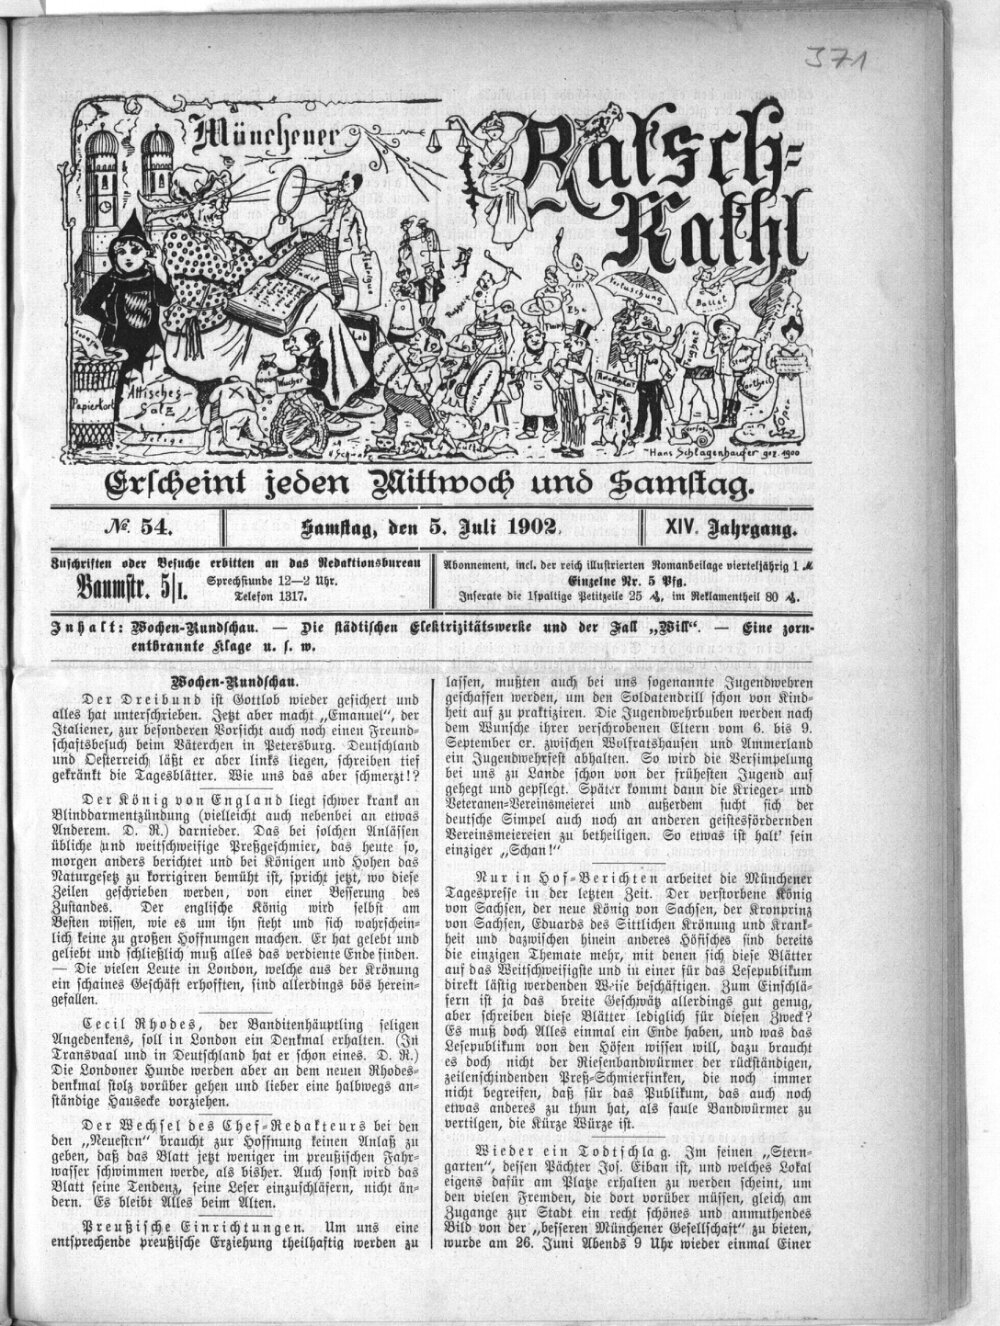 371
Münchener
Ratsch-
Kathl
Papierkorb
Attisches-
Salz
Wucher
Lob
Vertuschung
Ballet
Ehe
Hans Schlagenhaufer gez. 1900
Erscheint jeden Mittwoch und Samstag.
№ 54.
Samstag, den 5. Juli 1902.
XIV. Jahrgang.
Zuschriften oder Besuche erbitten an das Redaktionsbureau
Baumstr. 5/I.
Sprechstunde 12—2 Uhr.
Telefon 1317.
Abonnement, incl. der reich illustrierten Romanbeilage vierteljährig 1 ℳ
Einzelne Nr. 5 Pfg.
Inserate die 1spaltige Petitzeile 25 ₰, im Reklamentheil 80 ₰.
Inhalt: Wochen-Rundschau. — Die städtischen Elektrizitätswerke und der Fall „Will“. — Eine zorn-
entbrannte Klage u. s. w.
Wochen-Rundschau.
Der Dreibund ist Gottlob wieder gesichert und
alles hat unterschrieben. Jetzt aber macht „Emanuel“, der
Italiener, zur besonderen Vorsicht auch noch einen Freund-
schaftsbesuch beim Väterchen in Petersburg. Deutschland
und Oesterreich läßt er aber links liegen, schreiben tief
gekränkt die Tagesblätter. Wie uns das aber schmerzt!?
Der König von England liegt schwer krank an
Blinddarmentzündung (vielleicht auch nebenbei an etwas
Anderem. D. R.) darnieder. Das bei solchen Anlässen
übliche und weitschweifige Preßgeschmier, das heute so,
morgen anders berichtet und bei Königen und Hohen das
Naturgesetz zu korrigiren bemüht ist, spricht jetzt, wo diese
Zeilen geschrieben werden, von einer Besserung des
Zustandes. Der englische König wird selbst am
Besten wissen, wie es um ihn steht und sich wahrschein-
lich keine zu großen Hoffnungen machen. Er hat gelebt und
geliebt und schließlich muß alles das verdiente Ende finden.
— Die vielen Leute in London, welche aus der Krönung
ein schaines Geschäft erhofften, sind allerdings bös herein-
gefallen.
Cecil Rhodes, der Banditenhäuptling seligen
Angedenkens, soll in London ein Denkmal erhalten. (In
Transvaal und in Deutschland hat er schon eines. D. R.)
Die Londoner Hunde werden aber an dem neuen Rhodes-
denkmal stolz vorüber gehen und lieber eine halbwegs an-
ständige Hausecke vorziehen.
Der Wechsel des Chef-Redakteurs bei den
den „Neuesten“ braucht zur Hoffnung keinen Anlaß zu
geben, daß das Blatt jetzt weniger im preußischen Fahr-
wasser schwimmen werde, als bisher. Auch sonst wird das
Blatt seine Tendenz, seine Leser einzuschläfern, nicht än-
dern. Es bleibt Alles beim Alten.
Preußische Einrichtungen. Um uns eine
entsprechende preußische Erziehung theilhaftig werden zu
lassen, mußten auch bei uns sogenannte Jugendwehren
geschaffen werden, um den Soldatendrill schon von Kind-
heit auf zu praktiziren. Die Jugendwehrbuben werden nach
dem Wunsche ihrer verschrobenen Eltern vom 6. bis 9.
September cr. zwischen Wolfratshausen und Ammerland
ein Jugendwehrfest abhalten. So wird die Versimpelung
bei uns zu Lande schon von der frühesten Jugend auf
gehegt und gepflegt. Später kommt dann die Krieger- und
Veteranen-Vereinsmeierei und außerdem sucht sich der
deutsche Simpel auch noch an anderen geistesfördernden
Vereinsmeiereien zu betheiligen. So etwas ist halt' sein
einziger „Schan!“
Nur in Hof-Berichten arbeitet die Münchener
Tagespresse in der letzten Zeit. Der verstorbene König
von Sachsen, der neue König von Sachsen, der Kronprinz
von Sachsen, Eduards des Sittlichen Krönung und Krank-
heit und dazwischen hinein anderes Höfisches sind bereits
die einzigen Themate mehr, mit denen sich diese Blätter
auf das Weitschweifigste und in einer für das Lesepublikum
direkt lästig werdenden Weise beschäftigen. Zum Einschlä-
fern ist ja das breite Geschwätz allerdings gut genug,
aber schreiben diese Blätter lediglich für diesen Zweck?
Es muß doch Alles einmal ein Ende haben, und was das
Lesepublikum von den Höfen wissen will, dazu braucht
es doch nicht der Riesenbandwürmer der rückständigen,
zeilenschindenden Preß-Schmierfinken, die noch immer
nicht begreifen, daß für das Publikum, das auch noch
etwas anderes zu thun hat, als faule Bandwürmer zu
vertilgen, die Kürze Würze ist.
Wieder ein Todtschlag. Im seinen „Stern-
garten“, dessen Pächter Jos. Eiban ist, und welches Lokal
eigens dafür am Platze erhalten zu werden scheint, um
den vielen Fremden, die dort vorüber müssen, gleich am
Zugange zur Stadt ein recht schönes und anmuthendes
Bild von der „besseren Münchener Gesellschaft“ zu bieten,
wurde am 26. Juni Abends 9 Uhr wieder einmal Einer